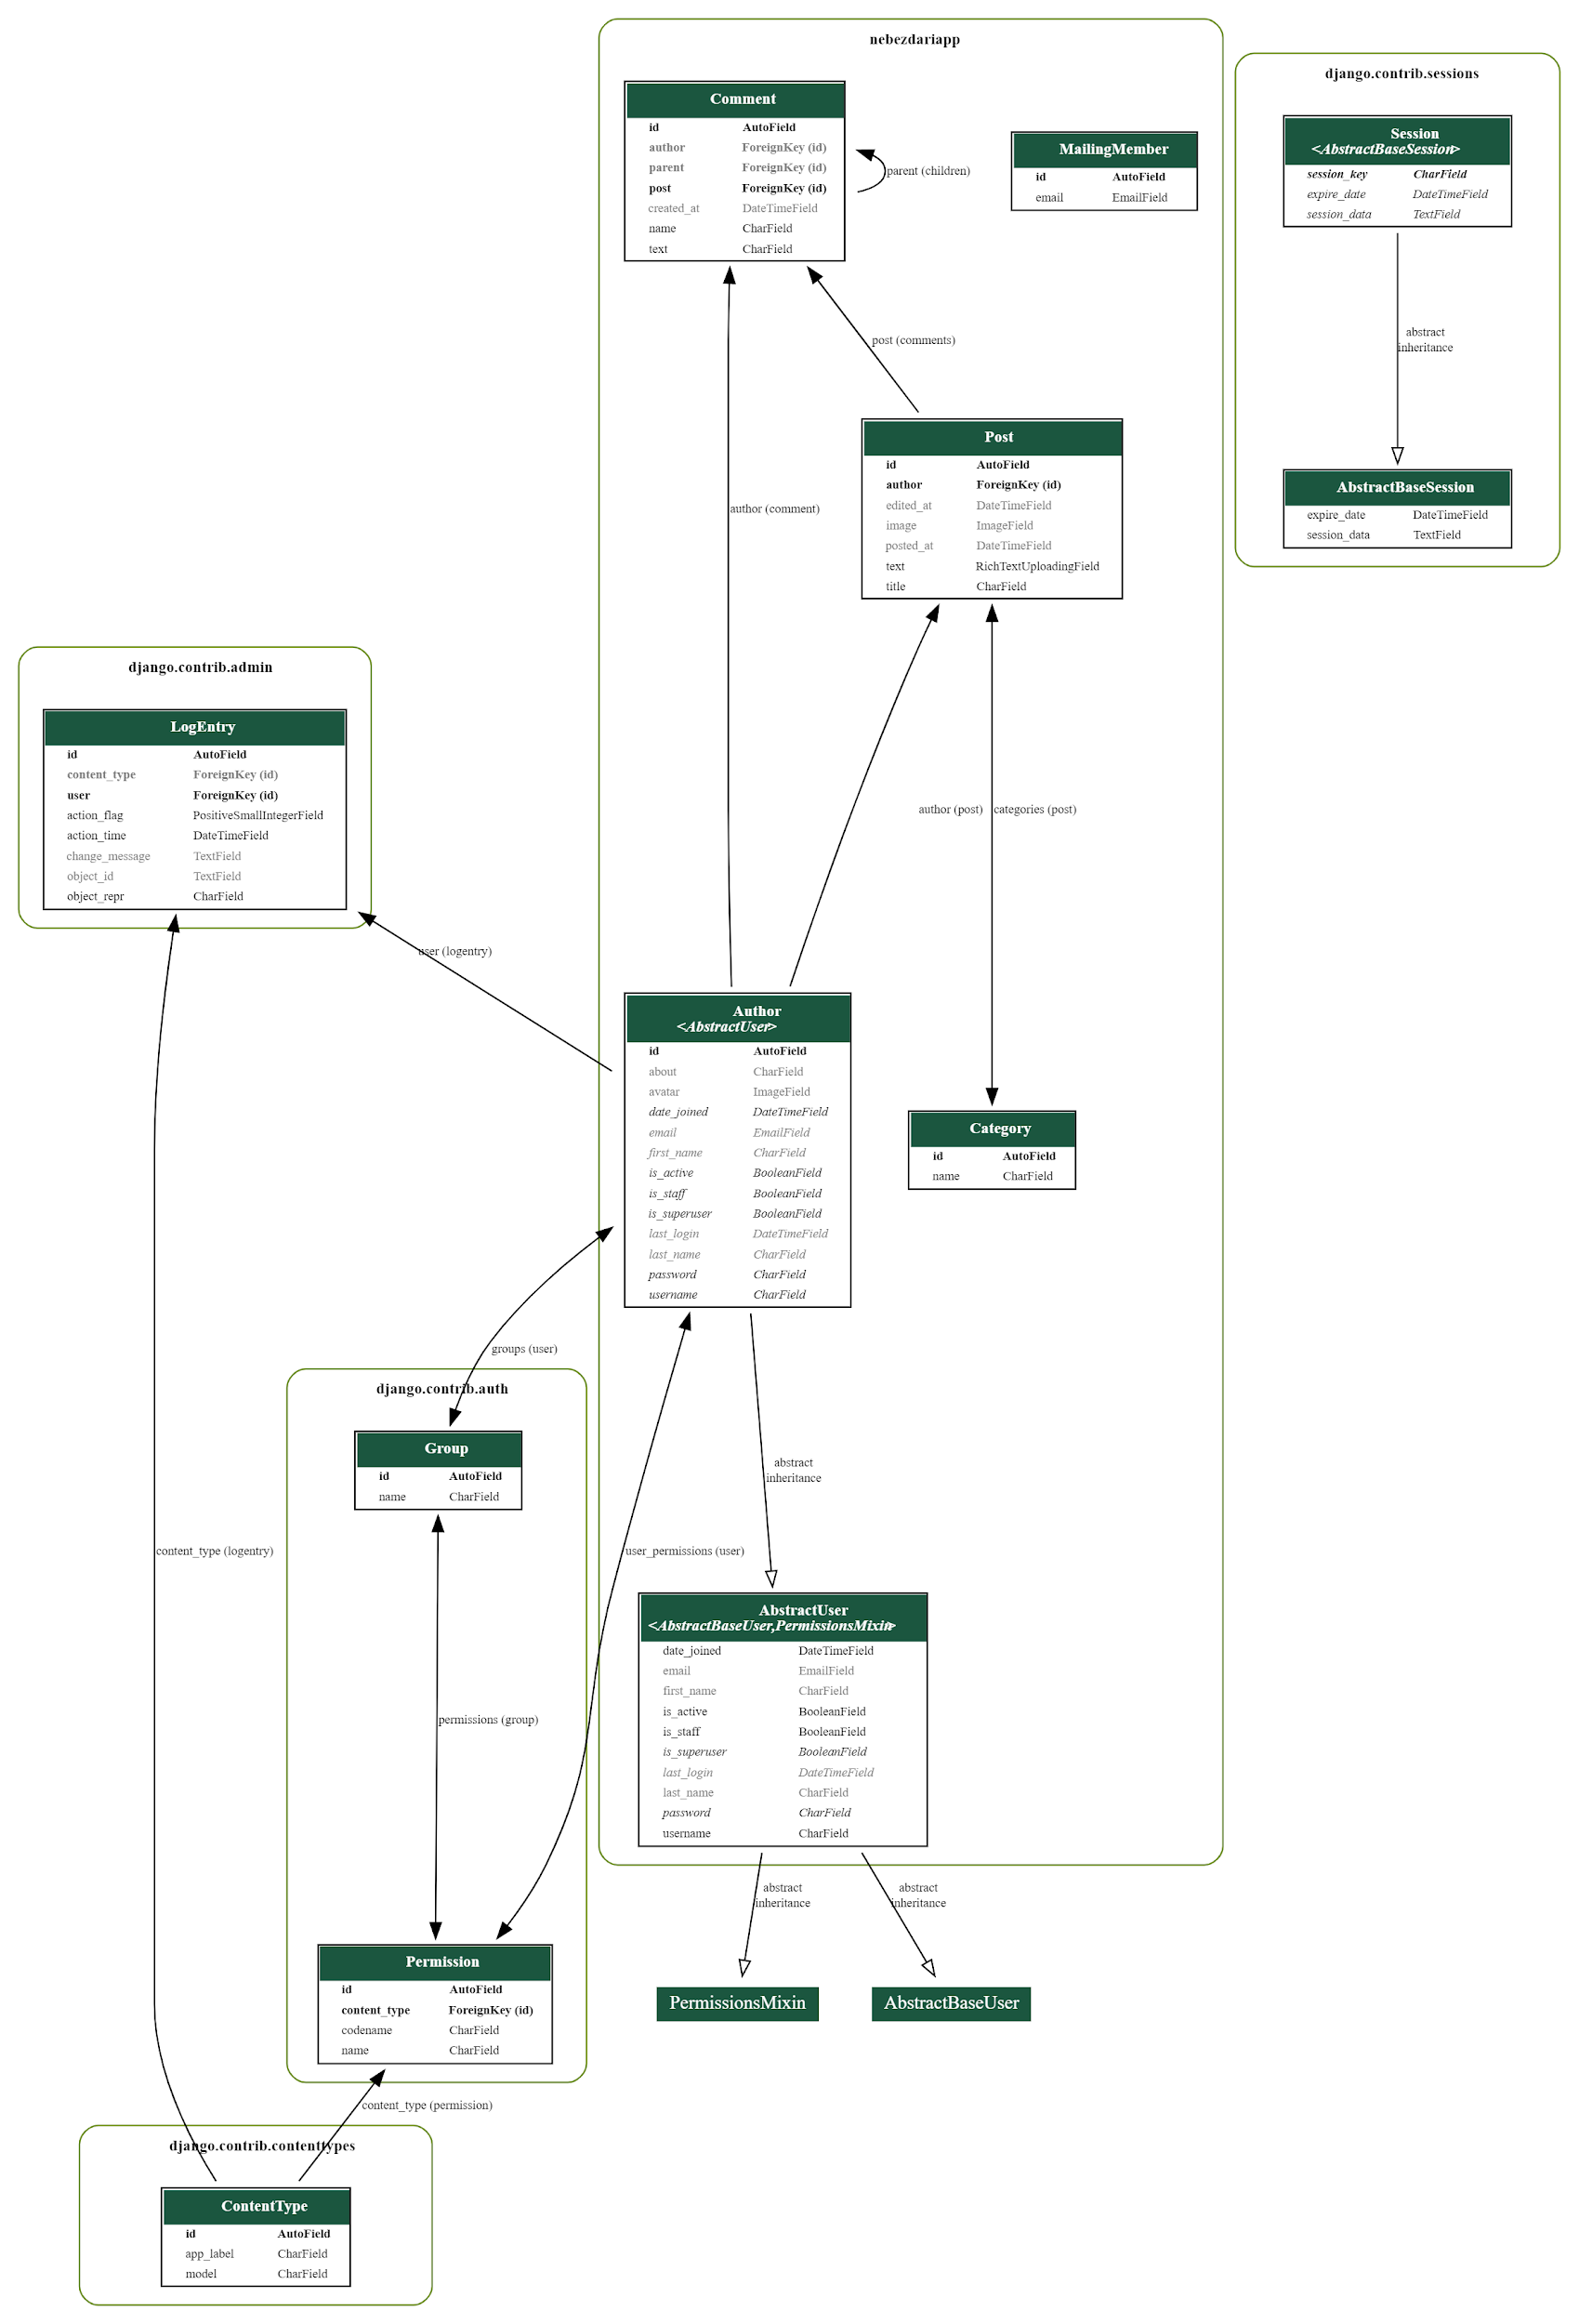 nebezdariapp
Comment
id AutoField
author ForeignKey (id)
parent ForeignKey (id)
post ForeignKey (id)
created_at DateTimeField
name CharField
text CharField
parent (children)
MailingMember
id AutoField
email EmailField
django.contrib.sessions
Session
<AbstractBaseSession>
session_key CharField
expire_date DateTimeField
session_data TextField
abstract
inheritance
AbstractBaseSession
expire_date DateTimeField
session_data TextField
post (comments)
Post
id AutoField
author ForeignKey (id)
edited_at DateTimeField
image ImageField
posted_at DateTimeField
text RichTextUploadingField
title CharField
author (comment)
author (post)
categories (post)
django.contrib.admin
LogEntry
id AutoField
content_type ForeignKey (id)
user ForeignKey (id)
action_flag PositiveSmallIntegerField
action_time DateTimeField
change_message TextField
object_id TextField
object_repr CharField
user (logentry)
Author
<AbstractUser>
id AutoField
about CharField
avatar ImageField
date_joined DateTimeField
email EmailField
first_name CharField
is_active BooleanField
is_staff BooleanField
is_superuser BooleanField
last_login DateTimeField
last_name CharField
password CharField
username CharField
Category
id AutoField
name CharField
groups (user)
django.contrib.auth
Group
id AutoField
name CharField
abstract
inheritance
content_type (logentry)
user_permissions (user)
permissions (group)
AbstractUser
<AbstractBaseUser,PermissionsMixin>
date_joined DateTimeField
email EmailField
first_name CharField
is_active BooleanField
is_staff BooleanField
is_superuser BooleanField
last_login DateTimeField
last_name CharField
password CharField
username CharField
abstract
inheritance
abstract
inheritance
PermissionsMixin
AbstractBaseUser
Permission
id AutoField
content_type ForeignKey (id)
codename CharField
name CharField
content_type (permission)
django.contrib.contenttypes
ContentType
id AutoField
app_label CharField
model CharField